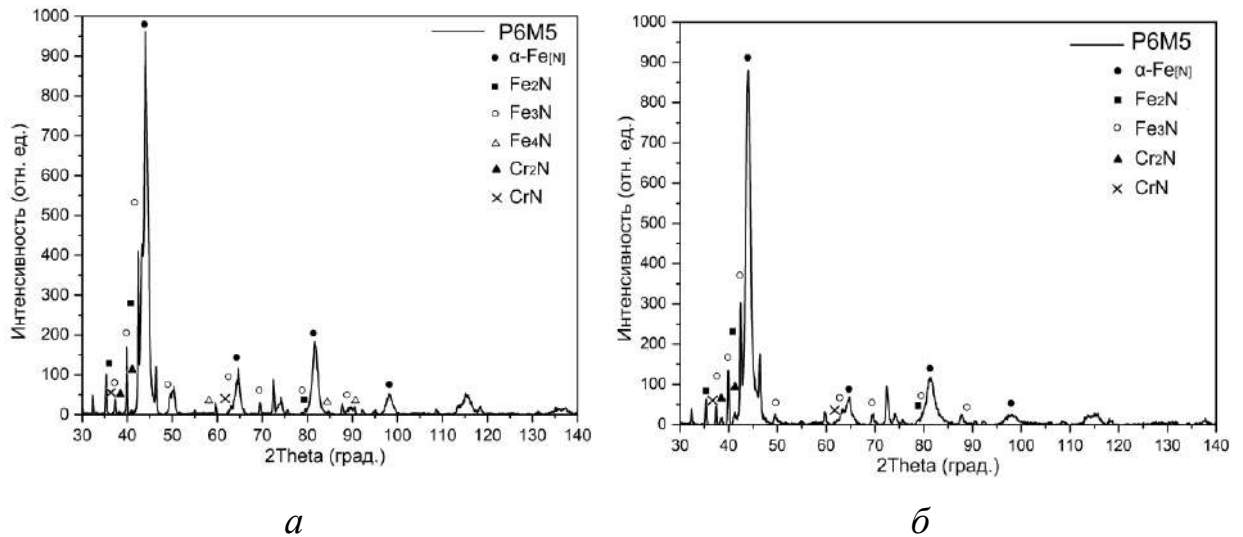 1000
900
800
700
600
500
400
300
200
100
0
Интенсивность (отн. ед.)
P6M5
α-Fe[N]
Fe2N
Fe3N
Fe4N
Cr2N
CrN
30 40 50 60 70 80 90 100 110 120 130 140
2Theta (град.)
а
1000
900
800
700
600
500
400
300
200
100
0
Интенсивность (отн. ед.)
P6M5
α-Fe[N]
Fe2N
Fe3N
Cr2N
CrN
30 40 50 60 70 80 90 100 110 120 130 140
2Theta (град.)
б